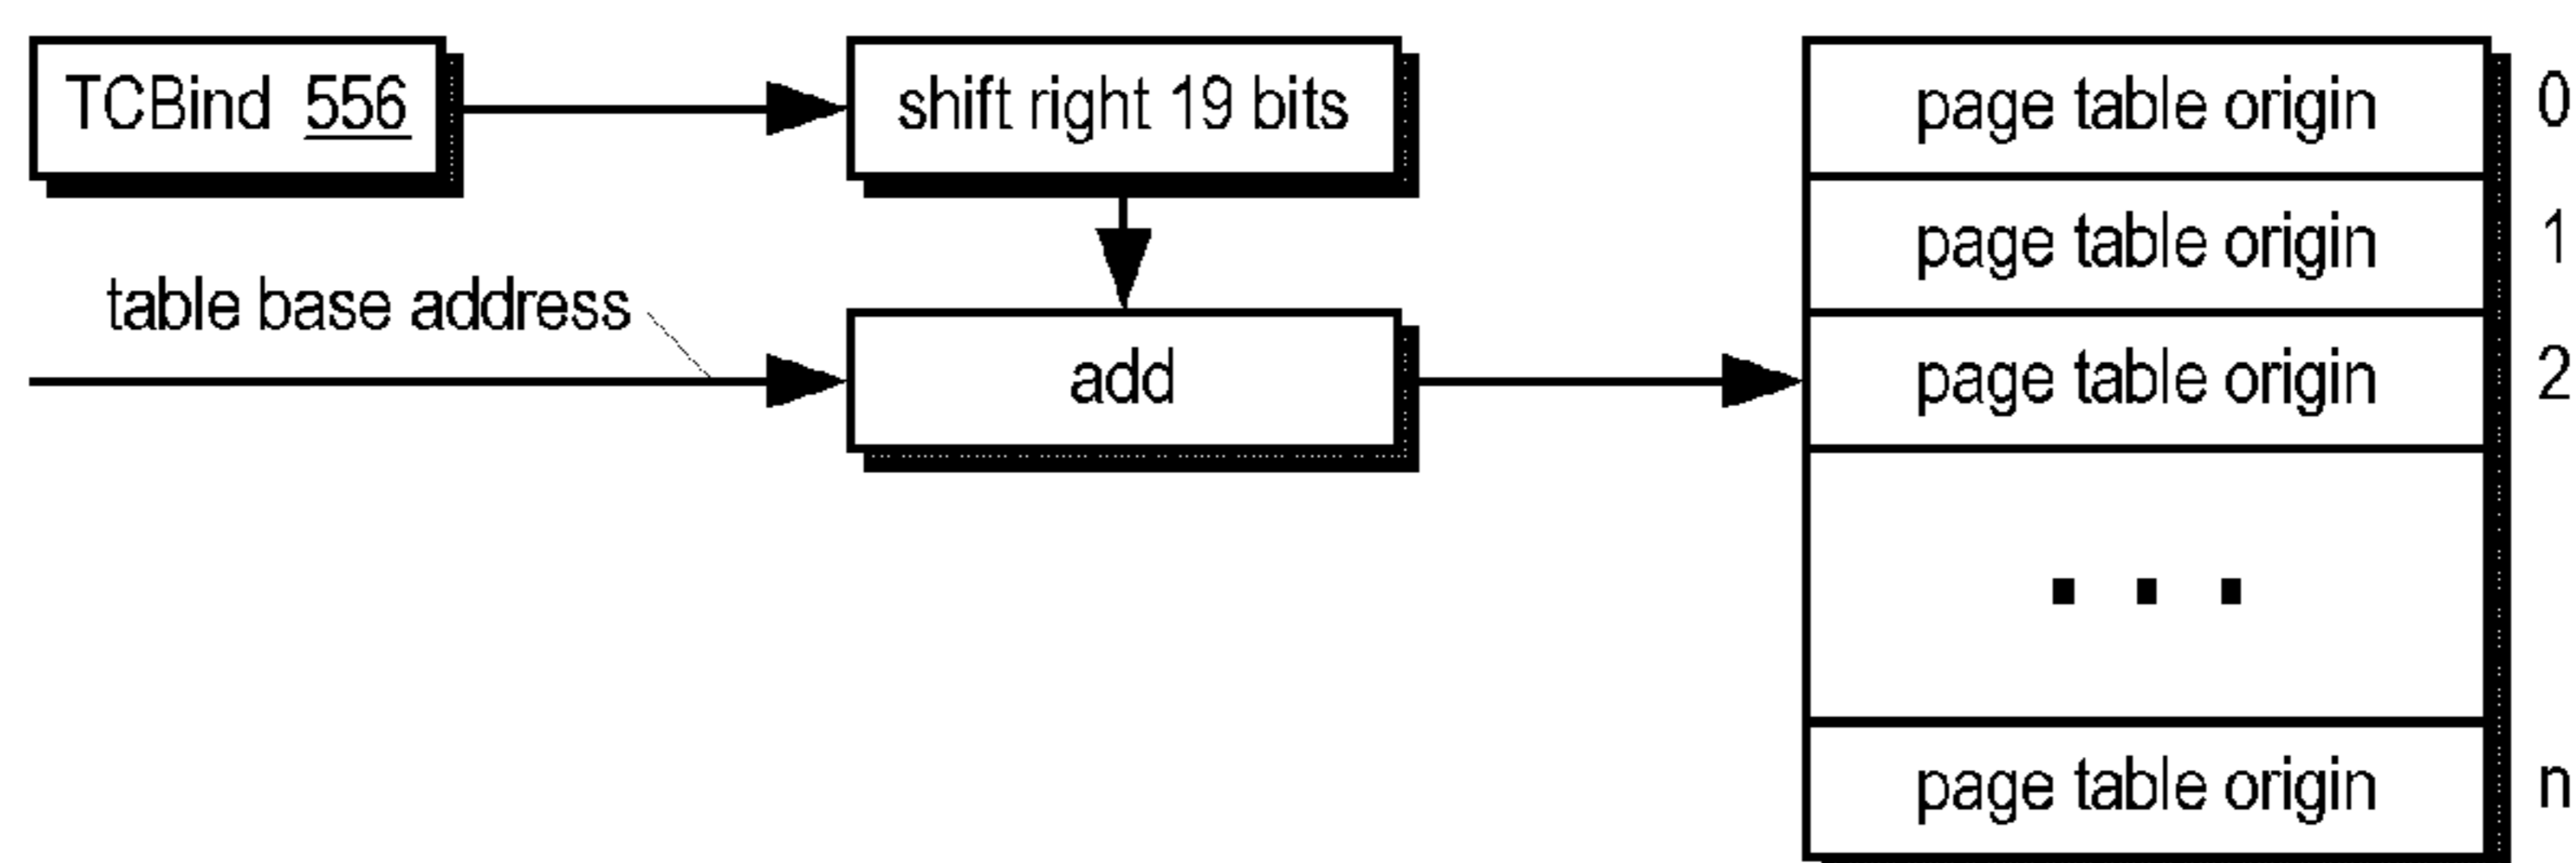 TCBind 556
shift right 19 bits
page table origin 0
page table origin 1
table base address
add
page table origin 2
. . .
page table origin n